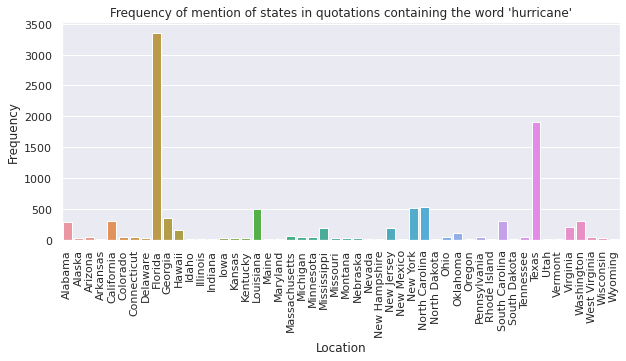 Frequency of mention of states in quotations containing the word 'hurricane'
3500
3000
2500
2000
1500
1000
500
0
Frequency
Alabama
Alaska
Arizona
Arkansas
California
Colorado
Connecticut
Delaware
Florida
Georgia
Hawaii
Idaho
Illinois
Indiana
Iowa
Kansas
Kentucky
Louisiana
Maine
Maryland
Massachusetts
Michigan
Minnesota
Mississippi
Missouri
Montana
Nebraska
Nevada
New Hampshire
New Jersey
New Mexico
New York
North Carolina
North Dakota
Ohio
Oklahoma
Oregon
Pennsylvania
Rhode Island
South Carolina
South Dakota
Tennessee
Texas
Utah
Vermont
Virginia
Washington
West Virginia
Wisconsin
Wyoming
Location